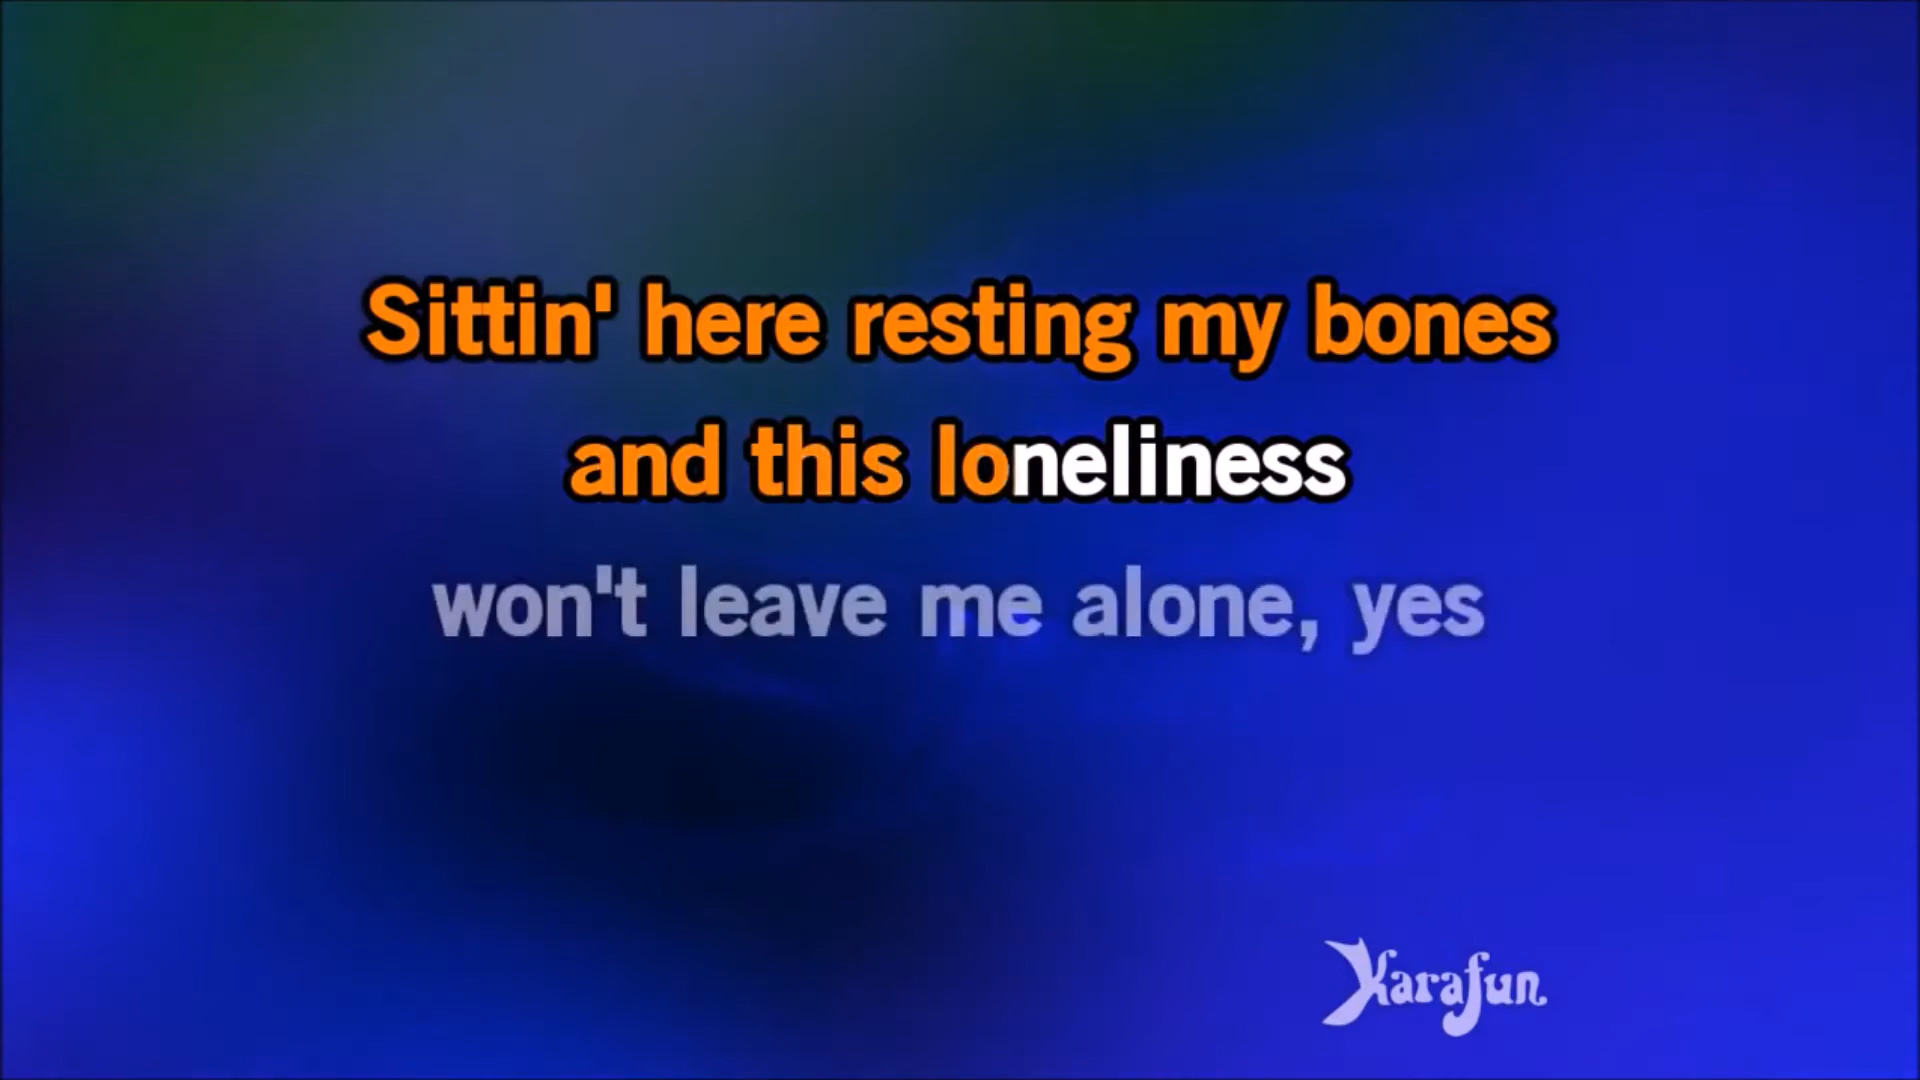 Sittin' here resting my bones
and this loneliness
won't leave me alone, yes
Karafun